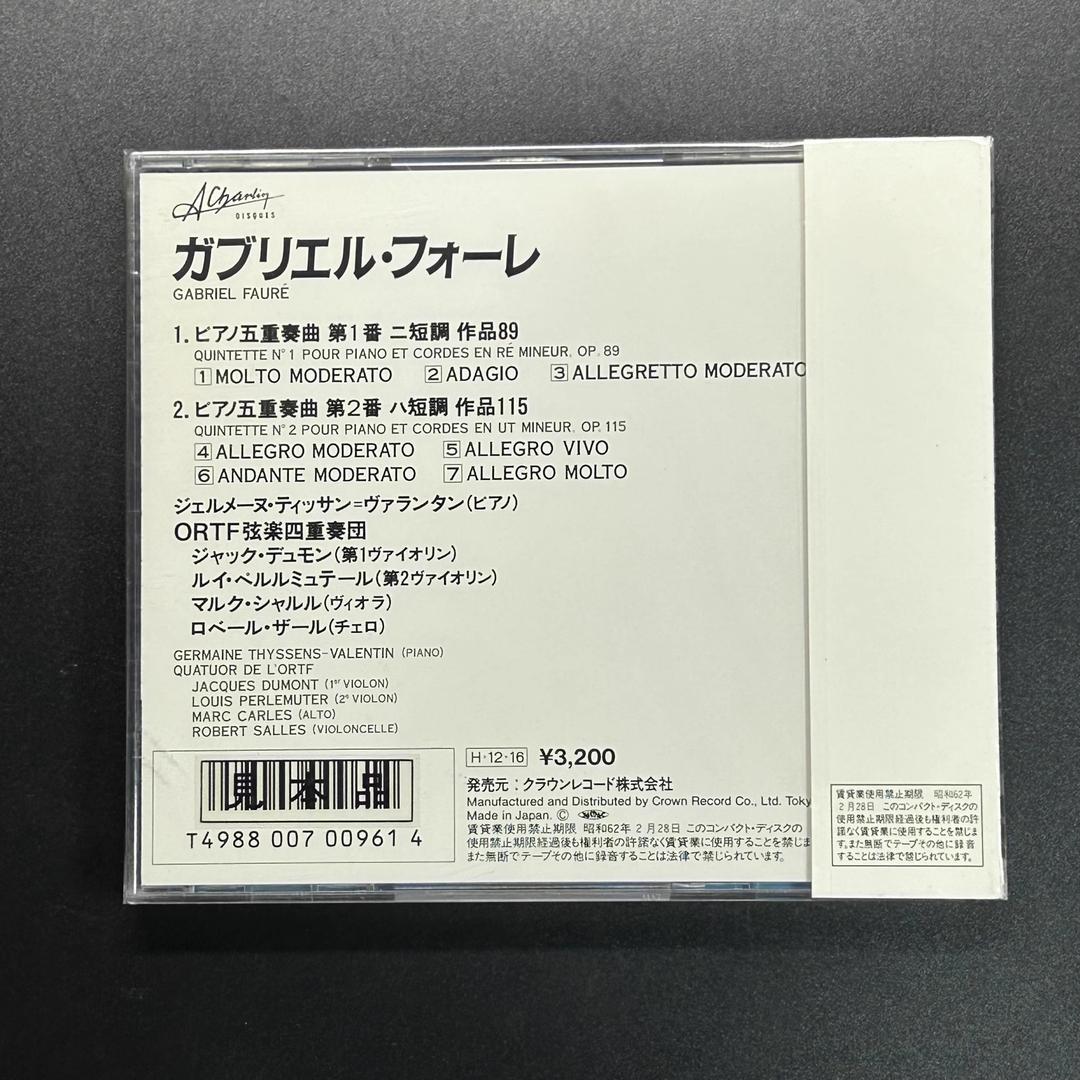 ACharlin
DISQUES
ガブリエル・フォーレ
GABRIEL FAURÉ
1. ピアノ五重奏曲 第1番 ニ短調 作品89
QUINTETTE N° 1 POUR PIANO ET CORDES EN RÉ MINEUR, OP. 89
1 MOLTO MODERATO 2 ADAGIO 3 ALLEGRETTO MODERATO
2. ピアノ五重奏曲 第2番 ハ短調 作品115
QUINTETTE N° 2 POUR PIANO ET CORDES EN UT MINEUR, OP. 115
4 ALLEGRO MODERATO 5 ALLEGRO VIVO
6 ANDANTE MODERATO 7 ALLEGRO MOLTO
ジェルメーヌ・ティッサン=ヴァランタン(ピアノ)
ORTF弦楽四重奏団
ジャック・デュモン(第1ヴァイオリン)
ルイ・ペルルミュテール(第2ヴァイオリン)
マルク・シャルル(ヴィオラ)
ロベール・ザール(チェロ)
GERMAINE THYSSENS-VALENTIN (PIANO)
QUATUOR DE L'ORTF
JACQUES DUMONT (1er VIOLON)
LOUIS PERLEMUTER (2e VIOLON)
MARC CARLES (ALTO)
ROBERT SALLES (VIOLONCELLE)
見本品
T4988 007 00961 4
H・12・16 ¥3,200
発売元:クラウンレコード株式会社
Manufactured and Distributed by Crown Record Co., Ltd. Toky
Made in Japan. Ⓒ
賃貸業使用禁止期限 昭和62年 2月28日 このコンパクト・ディスクの
使用禁止期限経過後も権利者の許諾なく賃貸業に使用することを禁じま
また無断でテープその他に録音することは法律で禁じられています。
賃貸業使用禁止期限 昭和62年
2月28日 このコンパクト・ディスクの
使用禁止期限経過後も権利者の許
諾なく賃貸業に使用することを禁じま
す。また無断でテープその他に録音
することは法律で禁じられています。